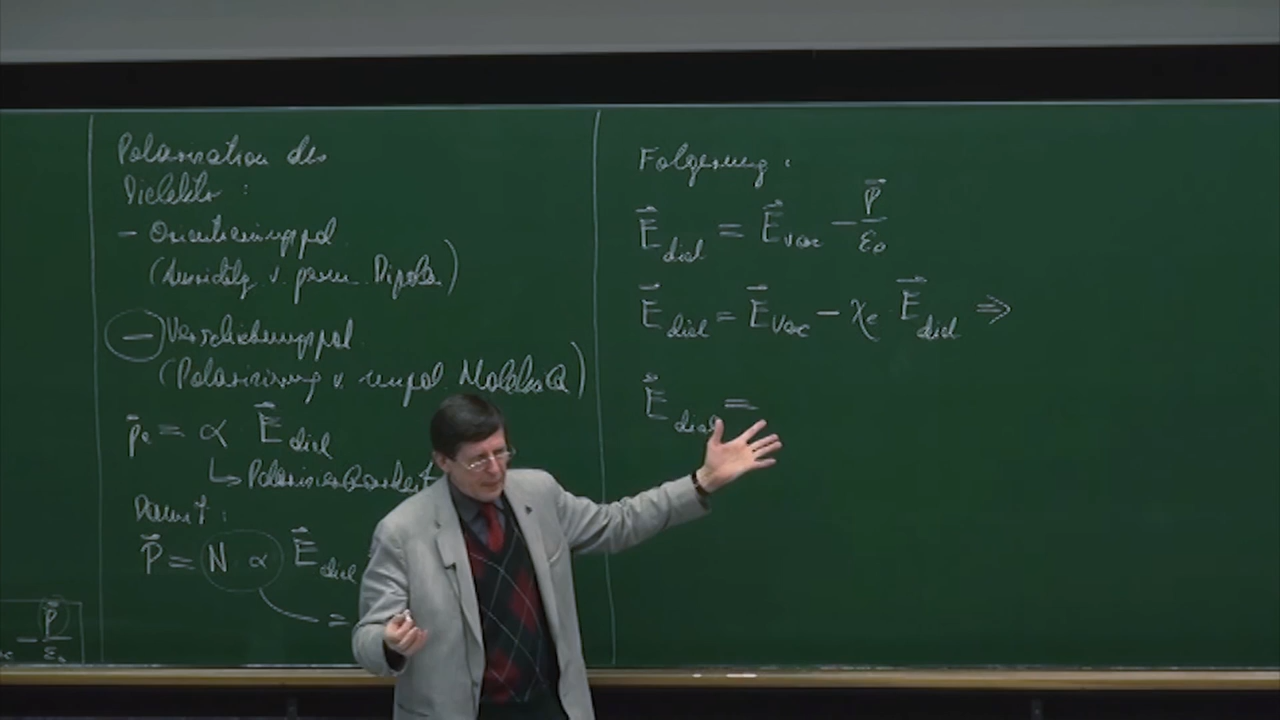 Polarisation des
Dielektr :
– Orientierungspol.
(Ausrichtg v. perm. Dipolen)
– Verschiebungspol.
(Polarisierung v. unpol. Molekülen)
p⃗ₑ = α E⃗ diel
↳ Polarisierbarkeit
Damit :
P⃗ = N α E⃗ diel
=
– P⃗/ε₀
Folgerung :
E⃗ diel = E⃗ vac – P⃗/ε₀
E⃗ diel = E⃗ vac – χₑ E⃗ diel ⇒
E⃗ diel =